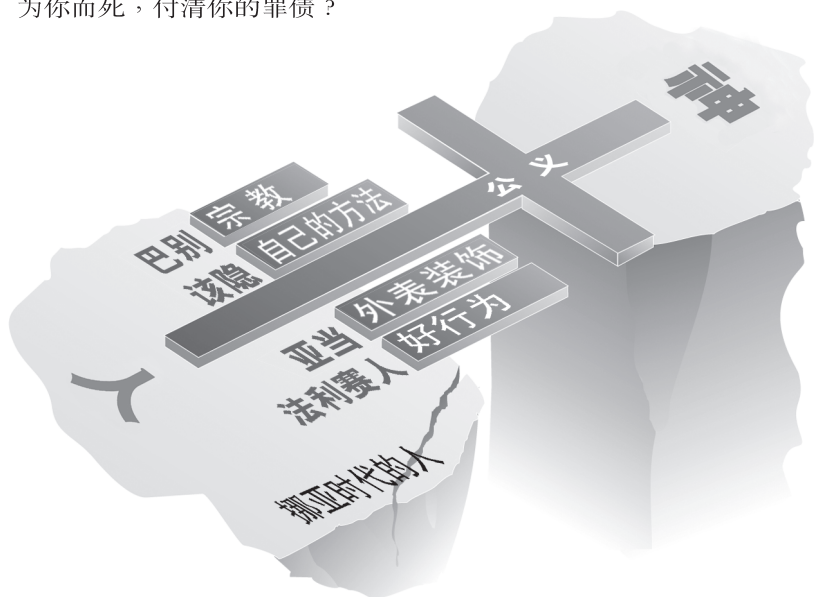 为你而死，付清你的罪债？
神
公义
宗教
巴别
自己的方法
该隐
外表装饰
亚当
好行为
法利赛人
人
挪亚时代的人